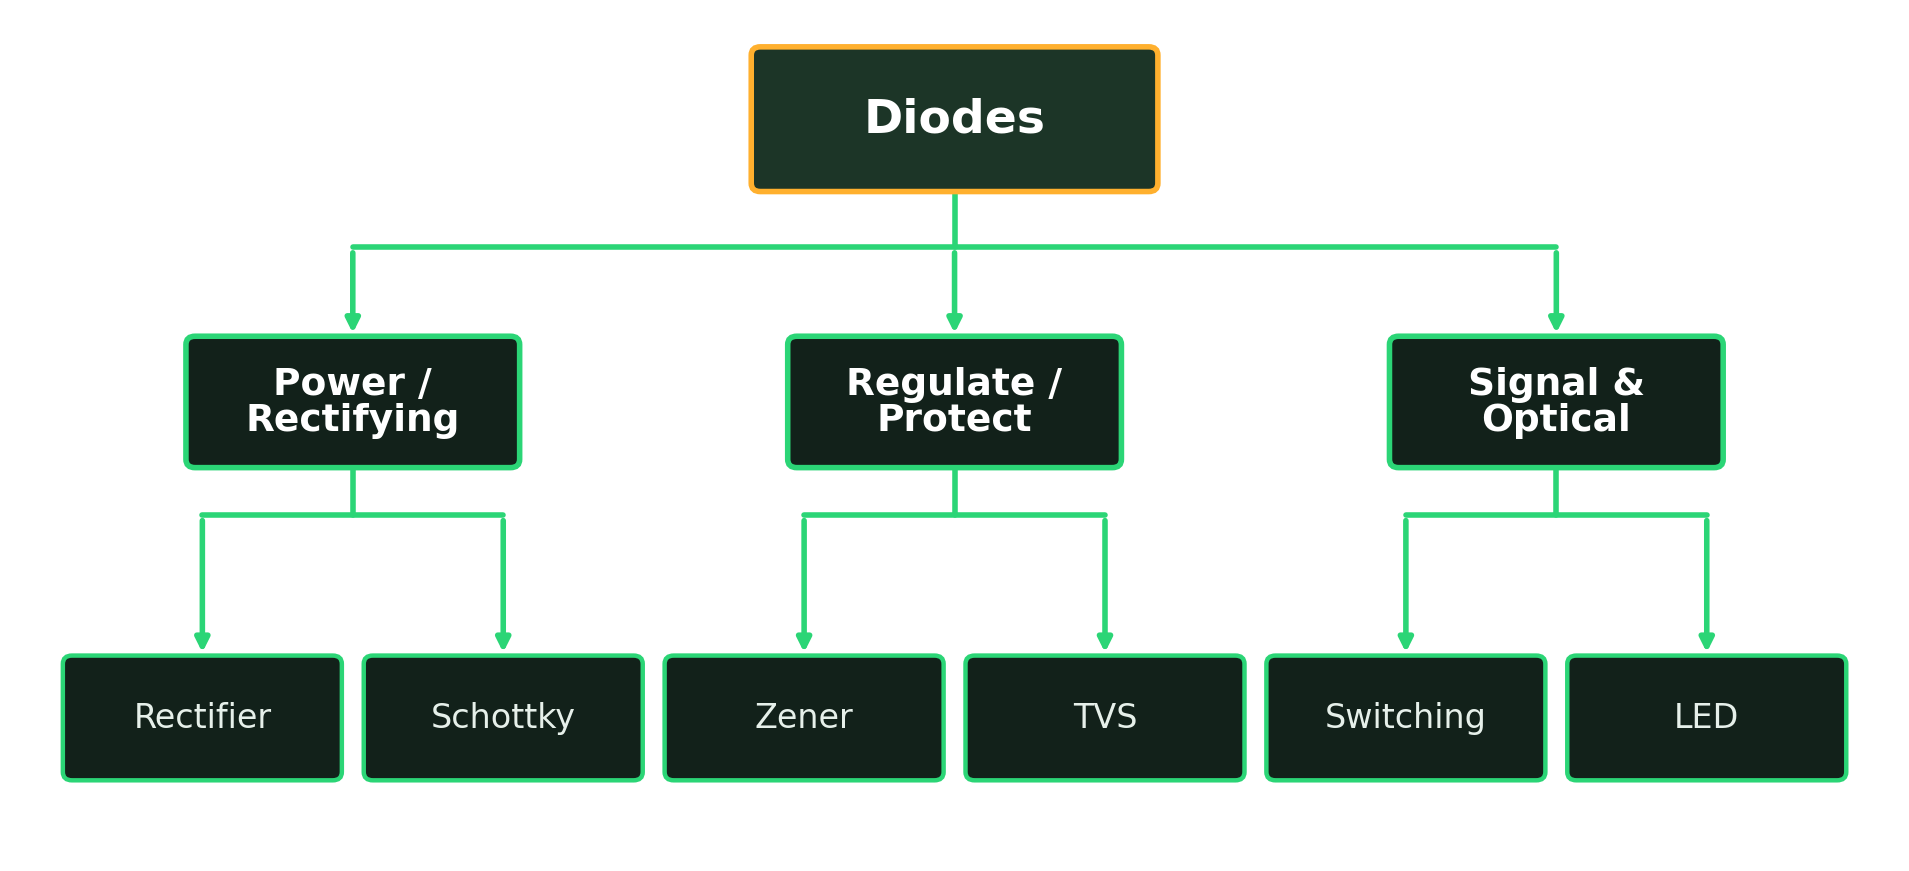 Diodes
Power /
Rectifying
Regulate /
Protect
Signal &
Optical
Rectifier
Schottky
Zener
TVS
Switching
LED